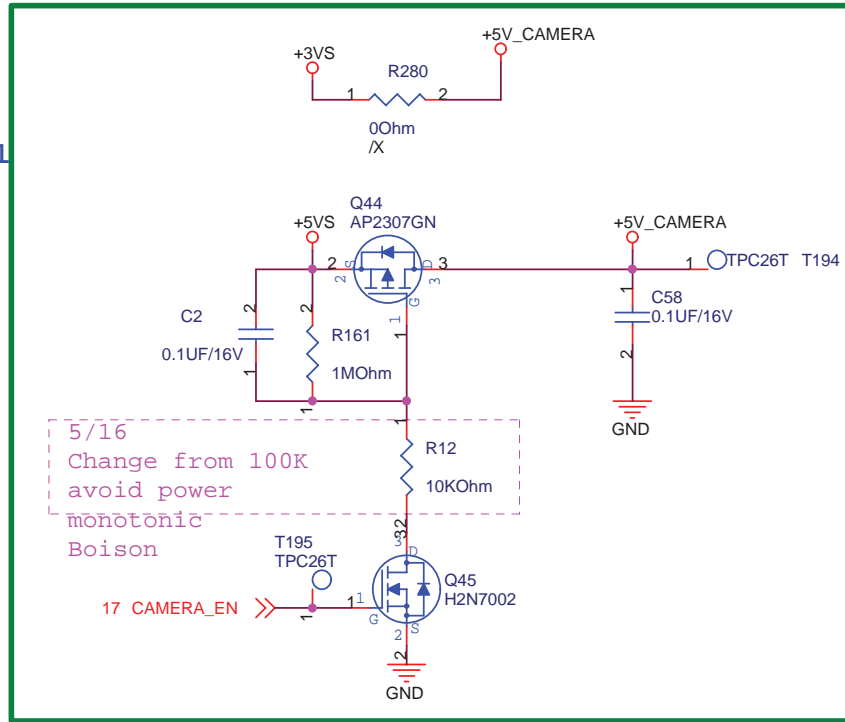 +3VS
+5V_CAMERA
R280
1
2
0Ohm
/X
1
Q44
AP2307GN
+5VS
+5V_CAMERA
2
S
D
3
2
3
G
1
1
1
TPC26T T194
C2
2
0.1UF/16V
1
2
R161
1MOhm
1
1
C58
0.1UF/16V
2
GND
5/16
Change from 100K
avoid power
monotonic
Boison
1
R12
10KOhm
2
T195
TPC26T
3
3
D
Q45
H2N7002
17 CAMERA_EN
1
1
1
G
S
2
2
GND